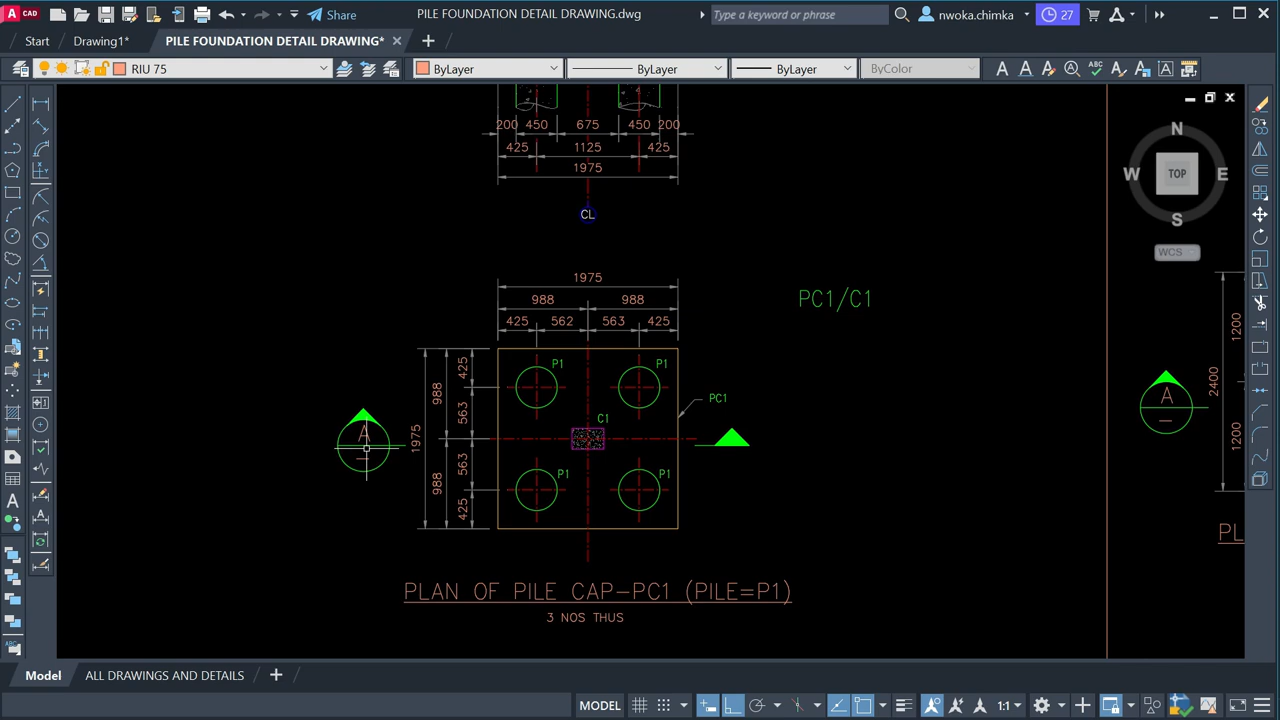 CAD
Share
PILE FOUNDATION DETAIL DRAWING.dwg
Type a keyword or phrase
nwoka.chimka
27
Start
Drawing1*
PILE FOUNDATION DETAIL DRAWING*
RIU 75
ByLayer
ByLayer
ByLayer
ByColor
200 450 675 450 200
425 1125 425
1975
CL
1975
988 988
425 562 563 425
PC1/C1
P1 P1
PC1
C1
P1 P1
425
563
563
425
988
988
1975
A
A
1200
1200
2400
PL
PLAN OF PILE CAP-PC1 (PILE=P1)
3 NOS THUS
N
W TOP E
S
WCS
Model
ALL DRAWINGS AND DETAILS
MODEL
1:1